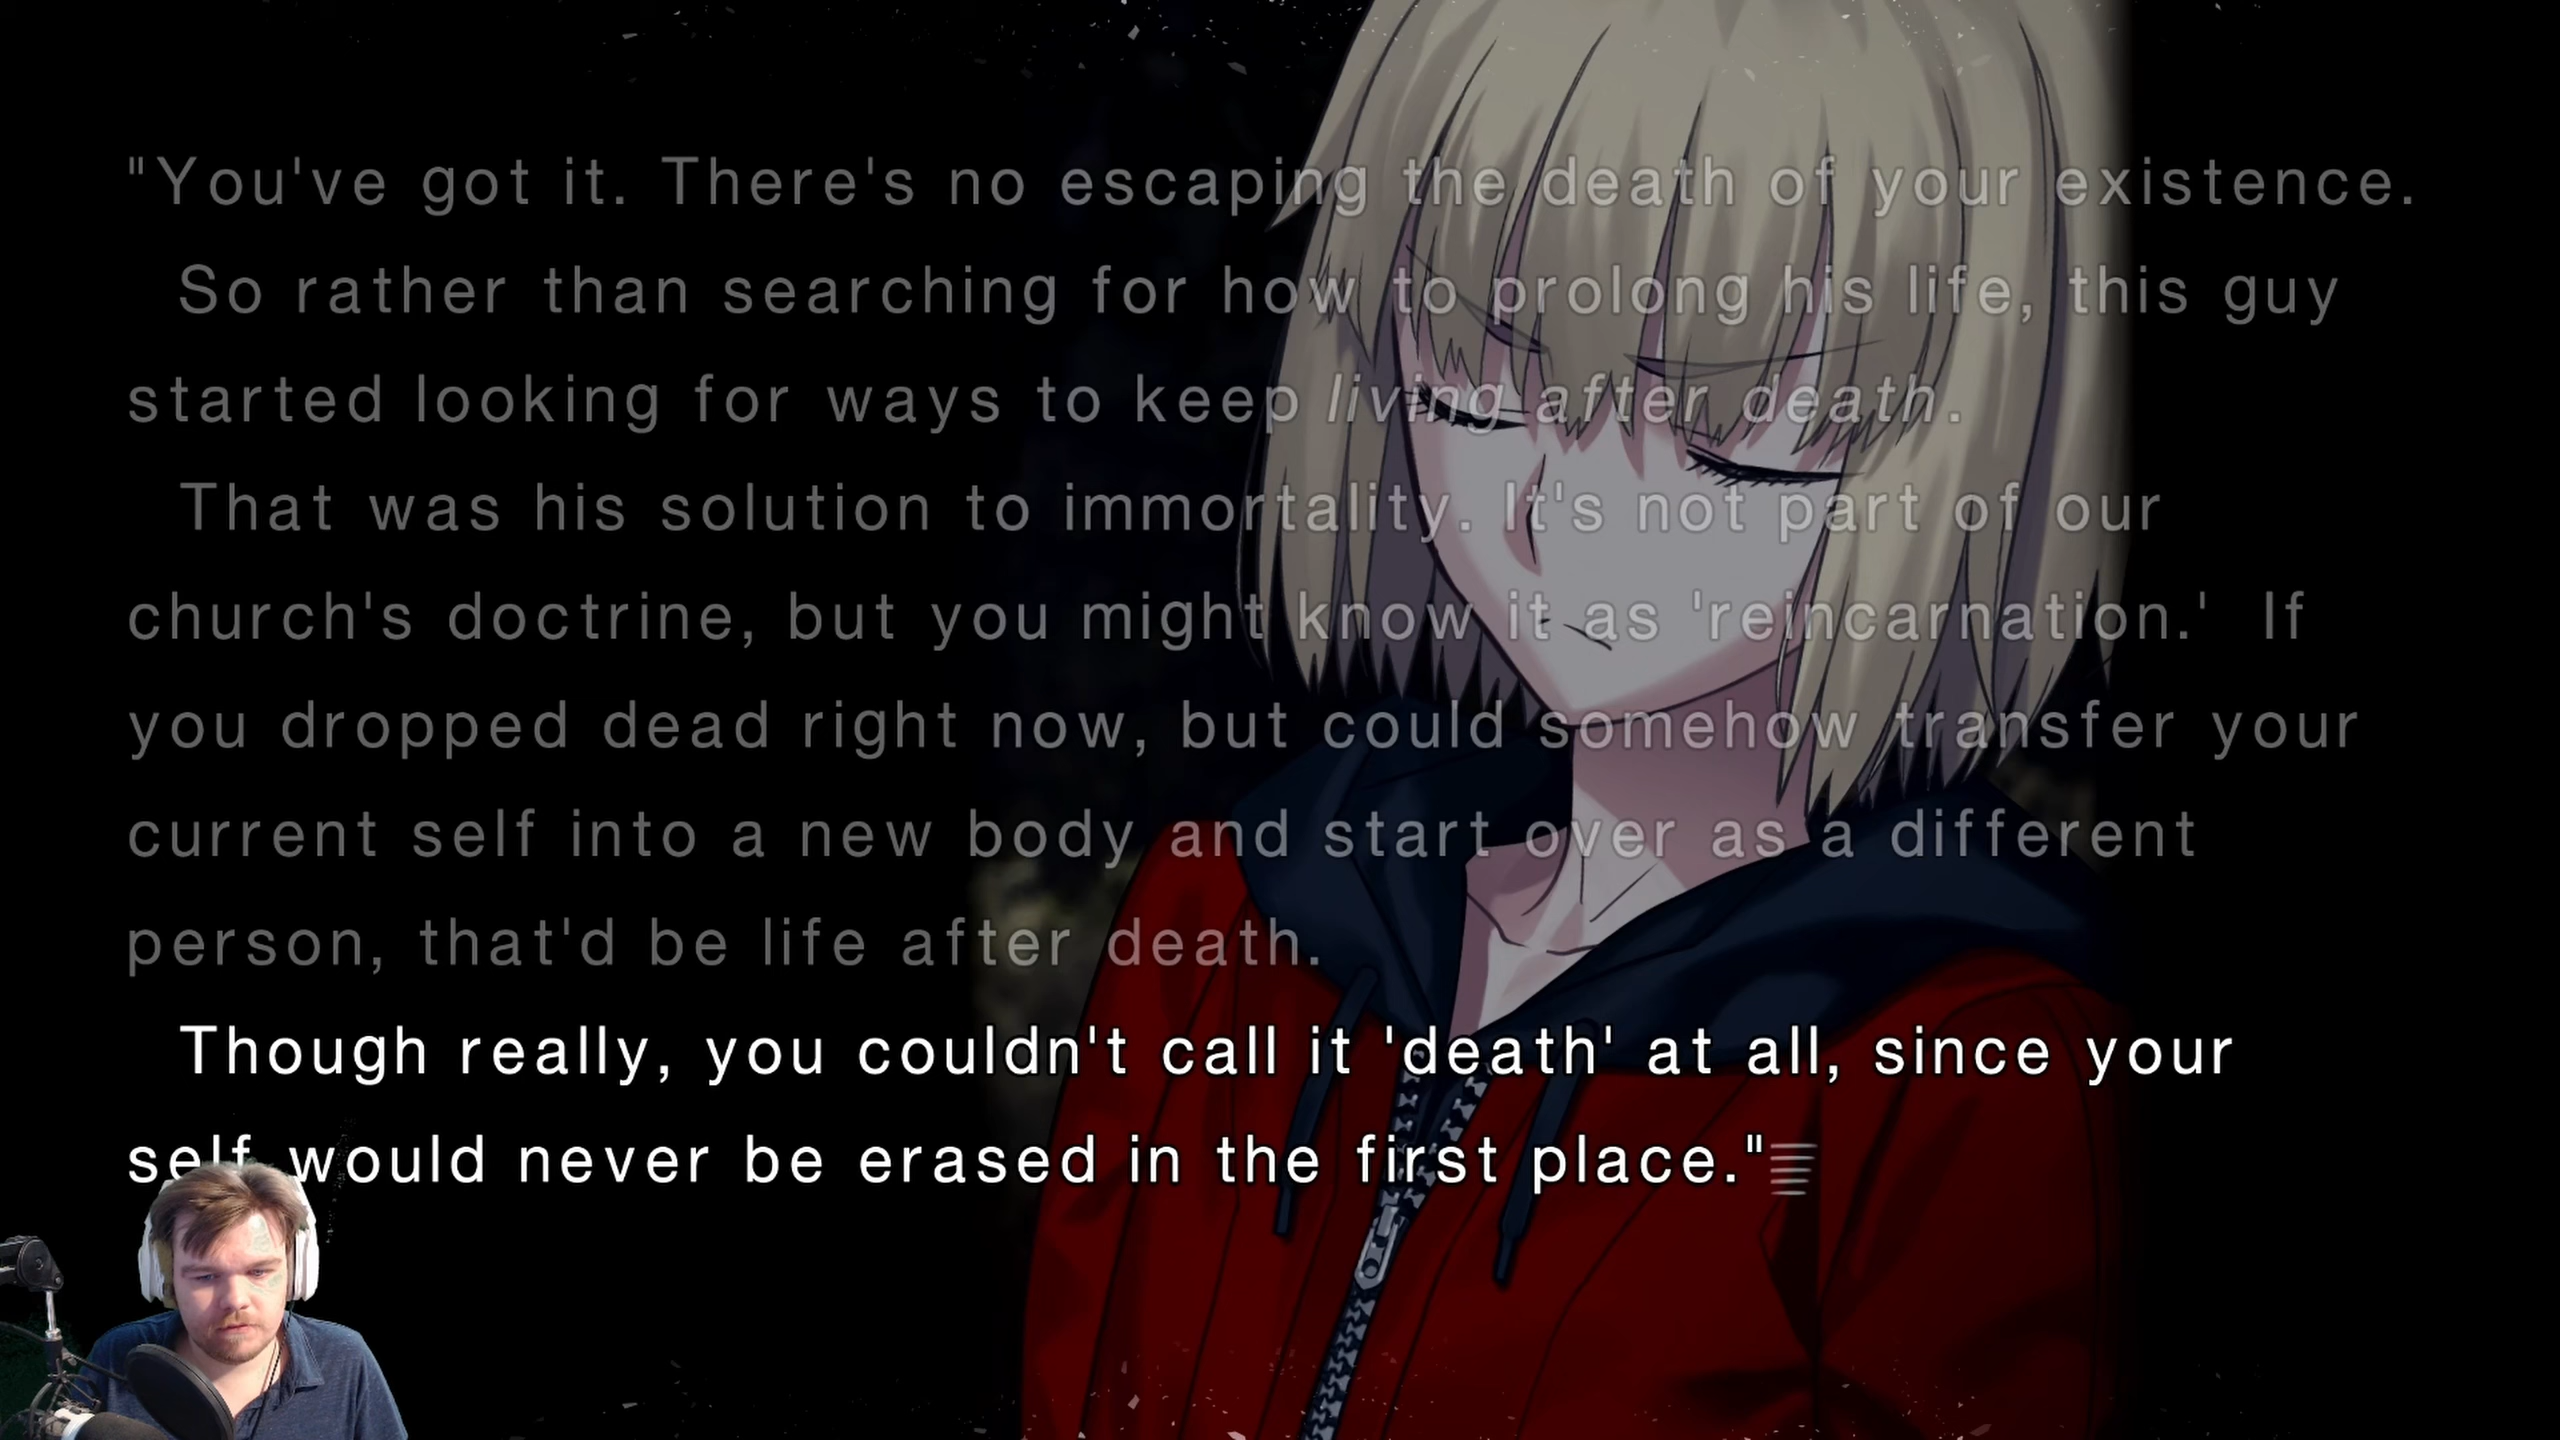 "You've got it. There's no escaping the death of your existence.
So rather than searching for how to prolong his life, this guy
started looking for ways to keep living after death.
That was his solution to immortality. It's not part of our
church's doctrine, but you might know it as 'reincarnation.' If
you dropped dead right now, but could somehow transfer your
current self into a new body and start over as a different
person, that'd be life after death.
Though really, you couldn't call it 'death' at all, since your
self would never be erased in the first place."